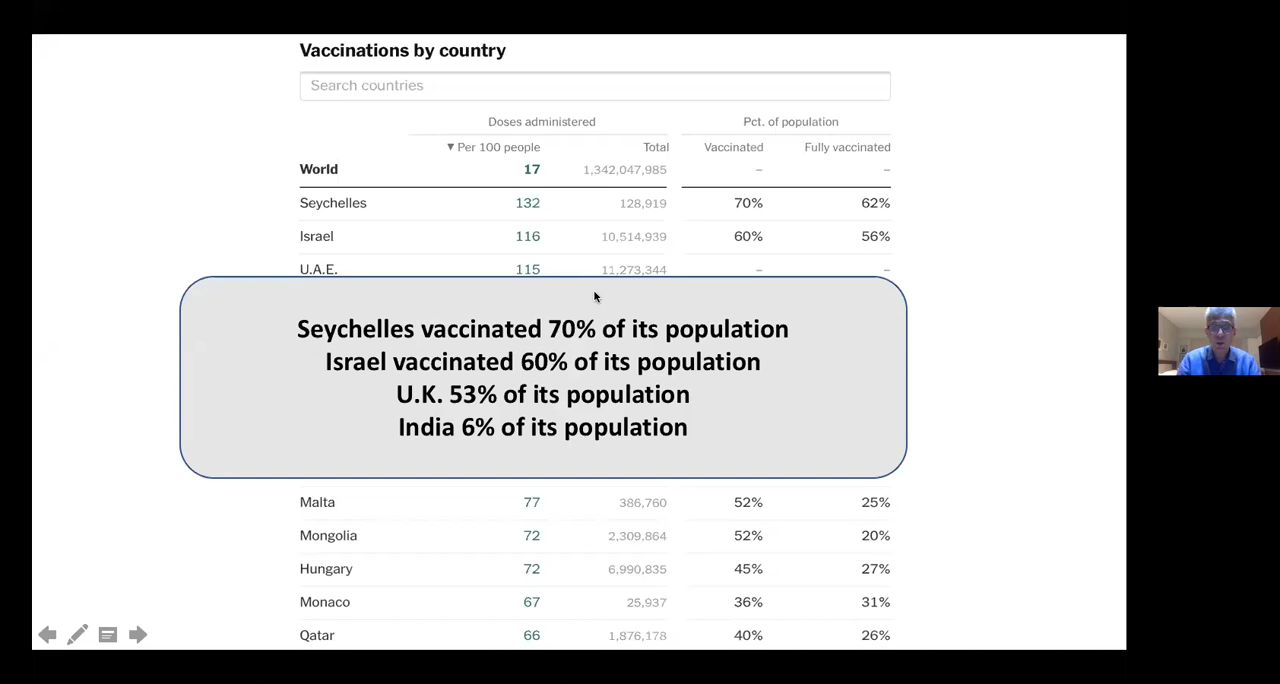 Vaccinations by country
Search countries
Doses administered Pct. of population
▼ Per 100 people Total Vaccinated Fully vaccinated
World 17 1,342,047,985 – –
Seychelles 132 128,919 70% 62%
Israel 116 10,514,939 60% 56%
U.A.E. 115 11,273,344 – –
Seychelles vaccinated 70% of its population
Israel vaccinated 60% of its population
U.K. 53% of its population
India 6% of its population
Malta 77 386,760 52% 25%
Mongolia 72 2,309,864 52% 20%
Hungary 72 6,990,835 45% 27%
Monaco 67 25,937 36% 31%
Qatar 66 1,876,178 40% 26%